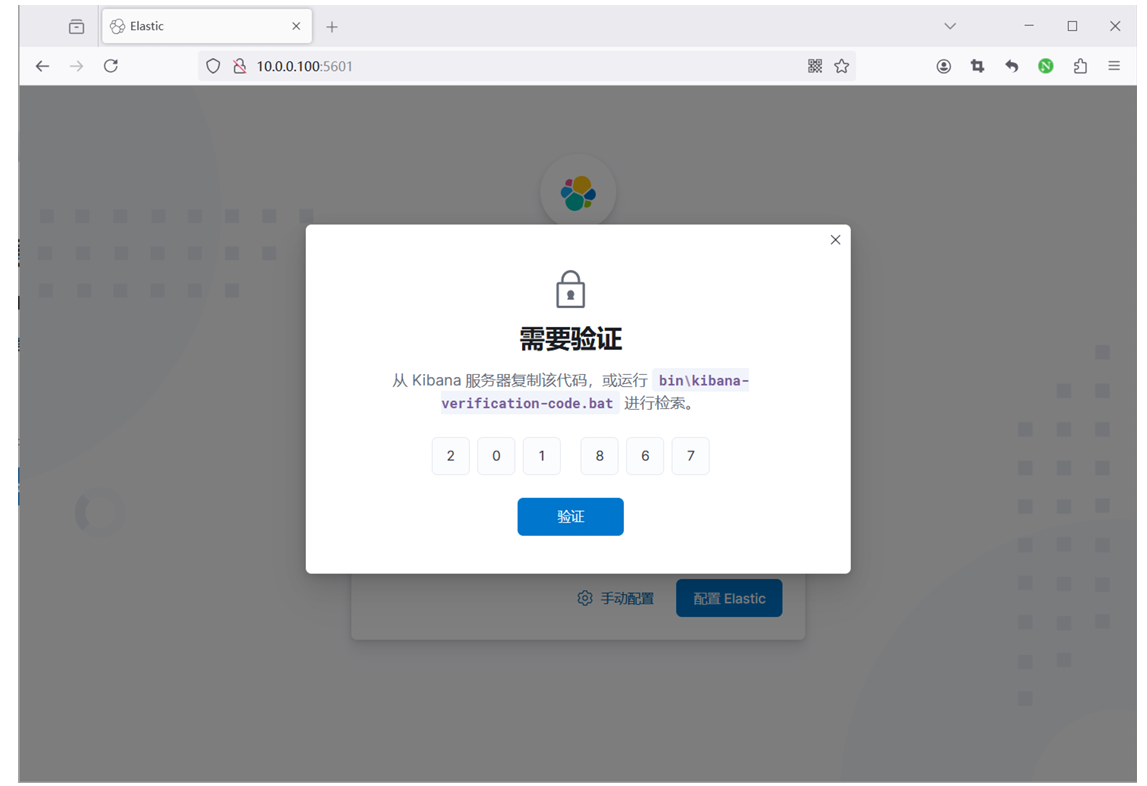 Elastic
10.0.0.100:5601
需要验证
从 Kibana 服务器复制该代码，或运行 bin\kibana-
verification-code.bat 进行检索。
2 0 1 8 6 7
验证
手动配置 配置 Elastic